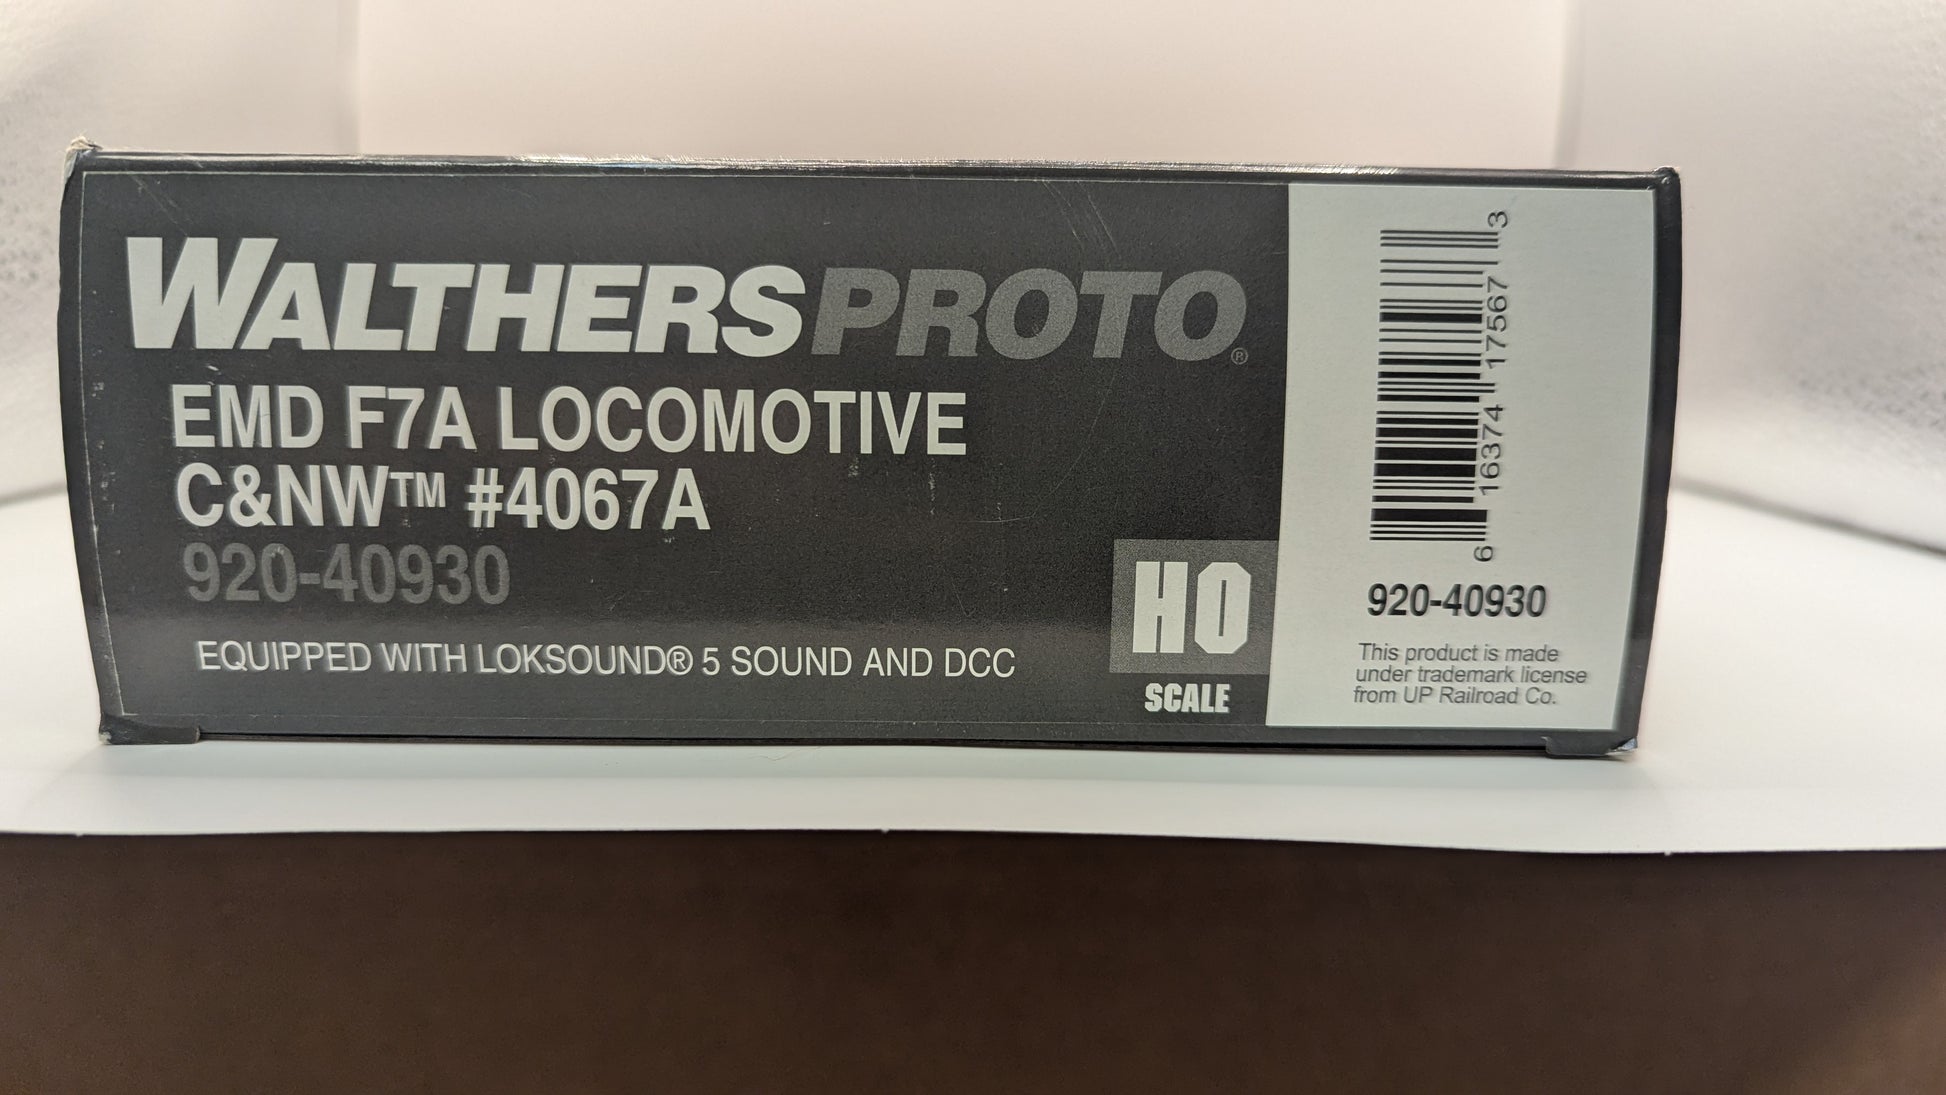 WALTHERSPROTO®
EMD F7A LOCOMOTIVE
C&NW™ #4067A
920-40930
EQUIPPED WITH LOKSOUND® 5 SOUND AND DCC
HO
SCALE
6 16374 17567 3
920-40930
This product is made
under trademark license
from UP Railroad Co.